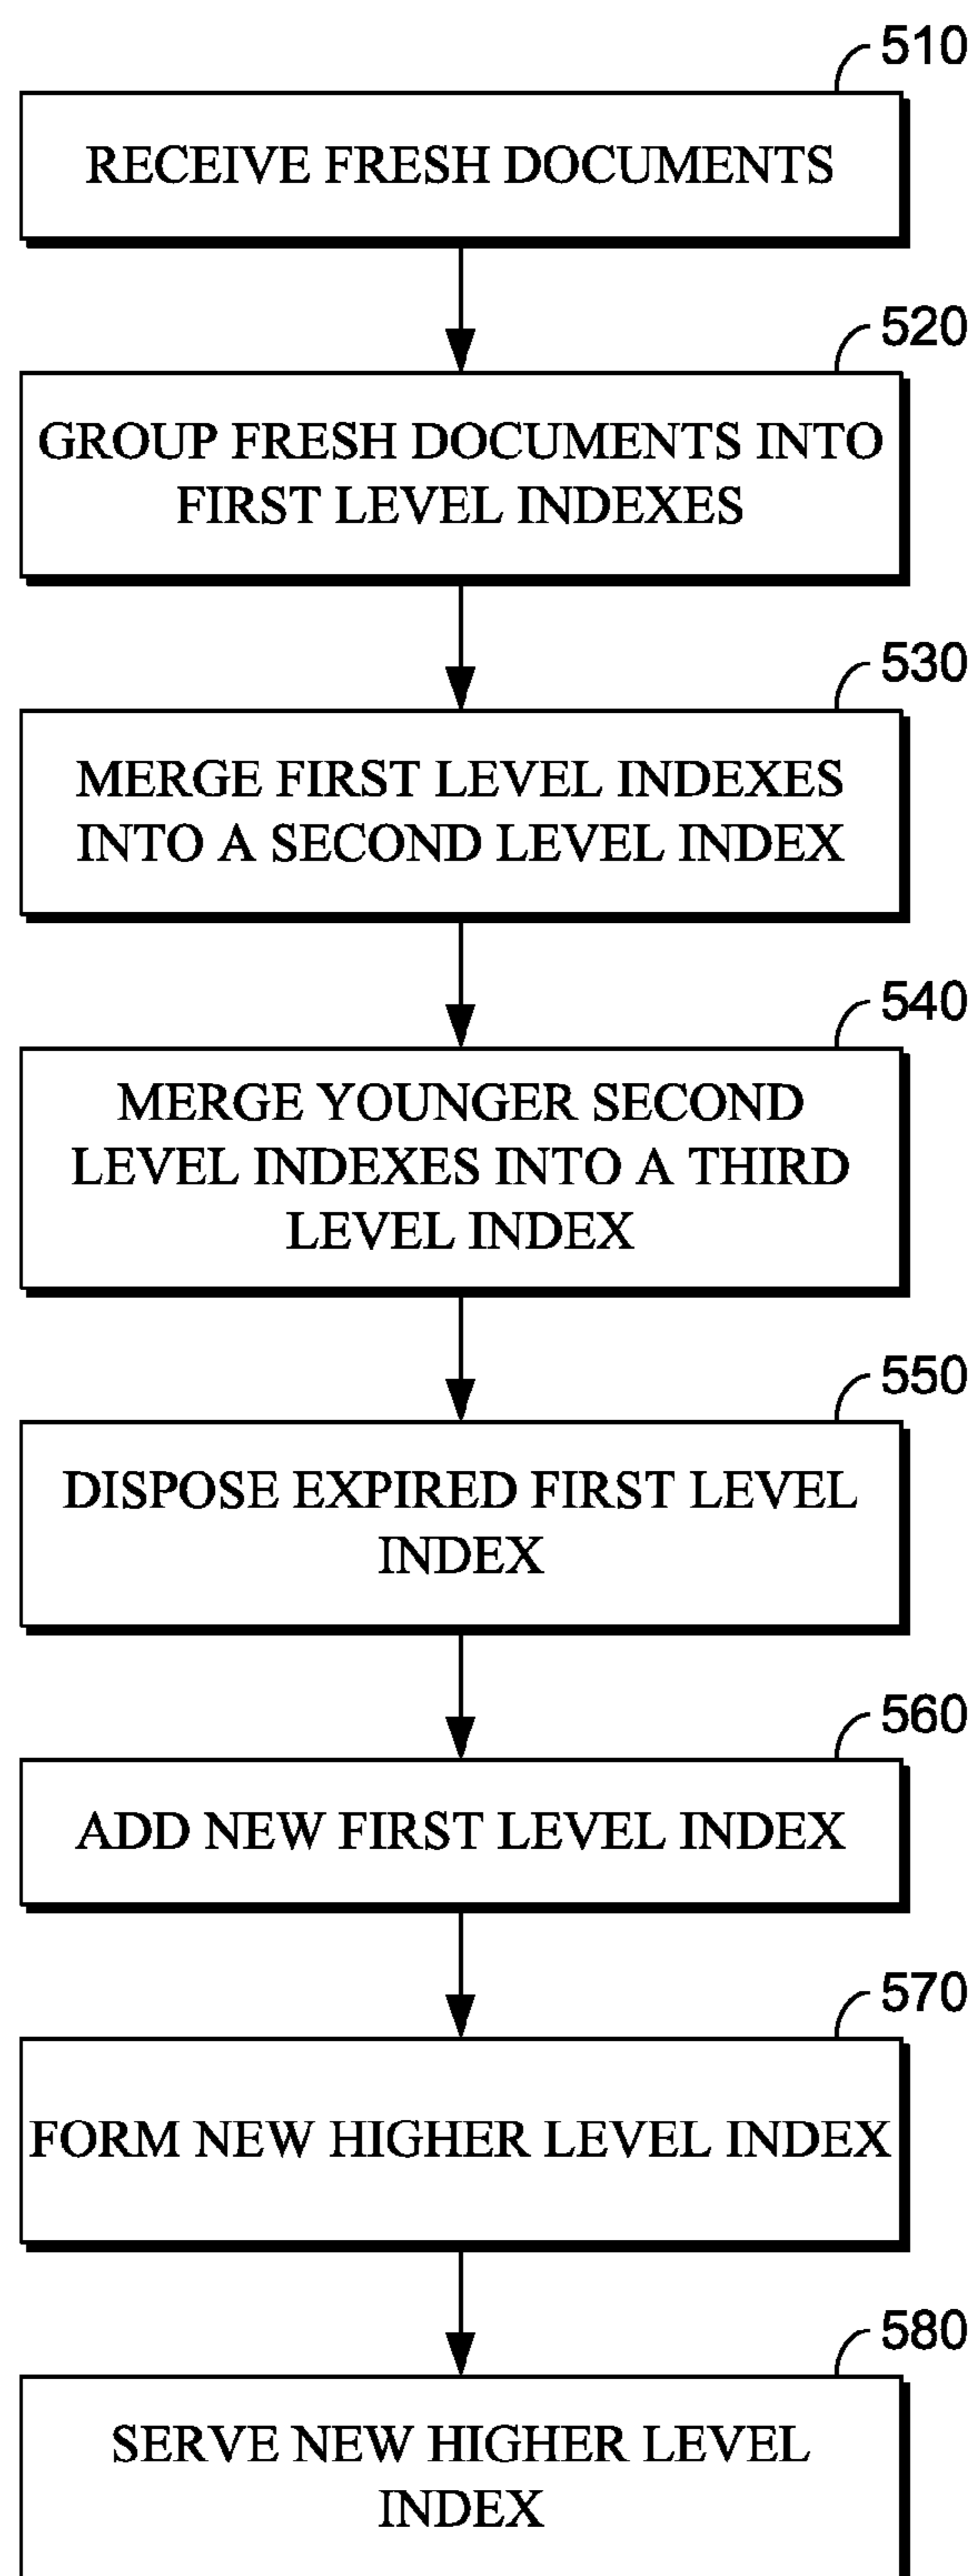 510
RECEIVE FRESH DOCUMENTS
520
GROUP FRESH DOCUMENTS INTO
FIRST LEVEL INDEXES
530
MERGE FIRST LEVEL INDEXES
INTO A SECOND LEVEL INDEX
540
MERGE YOUNGER SECOND
LEVEL INDEXES INTO A THIRD
LEVEL INDEX
550
DISPOSE EXPIRED FIRST LEVEL
INDEX
560
ADD NEW FIRST LEVEL INDEX
570
FORM NEW HIGHER LEVEL INDEX
580
SERVE NEW HIGHER LEVEL
INDEX